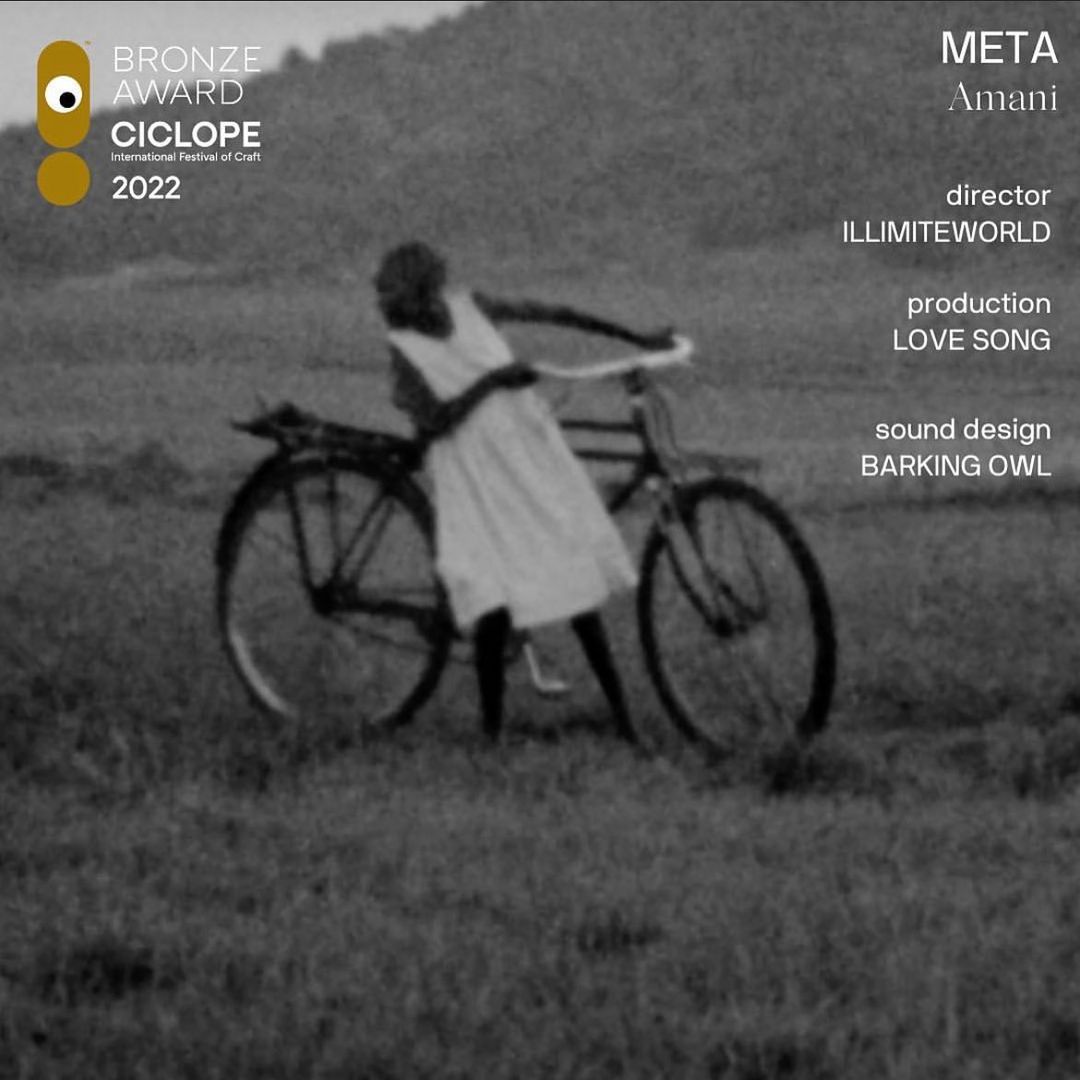 BRONZE
AWARD
CICLOPE
International Festival of Craft
2022
META
Amani
director
ILLIMITEWORLD
production
LOVE SONG
sound design
BARKING OWL